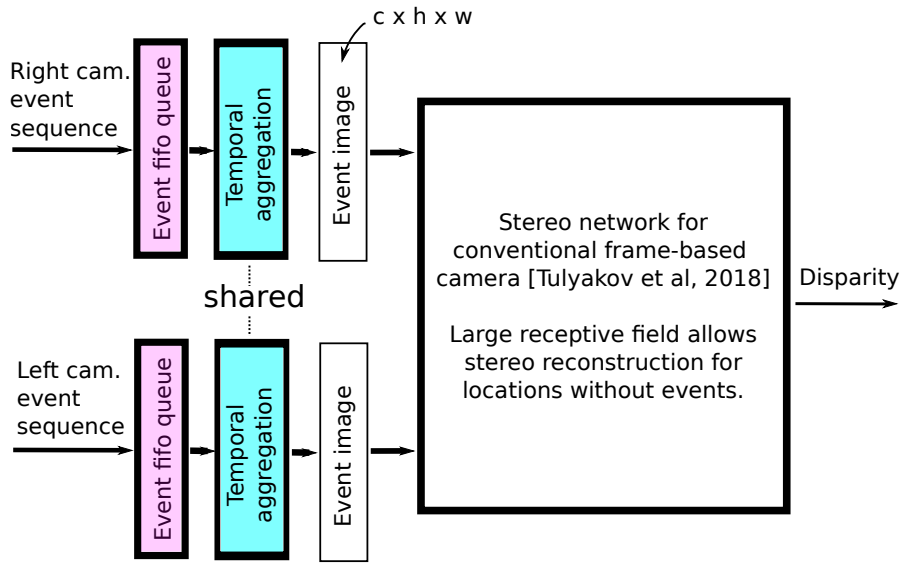 c x h x w
Right cam.
event
sequence
Event fifo queue
Temporal
aggregation
Event image
shared
Left cam.
event
sequence
Event fifo queue
Temporal
aggregation
Event image
Stereo network for
conventional frame-based
camera [Tulyakov et al, 2018]
Large receptive field allows
stereo reconstruction for
locations without events.
Disparity